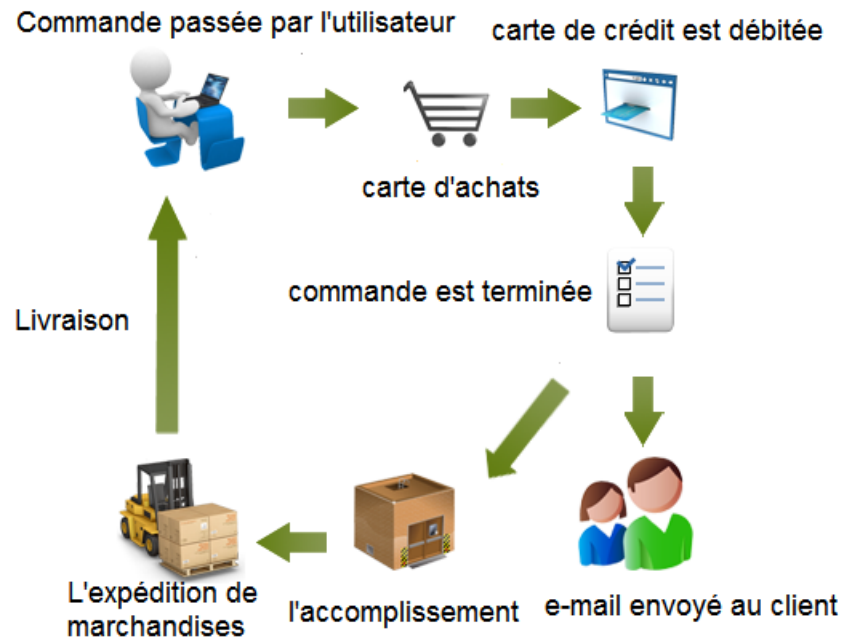 Commande passée par l'utilisateur
carte de crédit est débitée
carte d'achats
commande est terminée
Livraison
L'expédition de
marchandises
l'accomplissement
e-mail envoyé au client